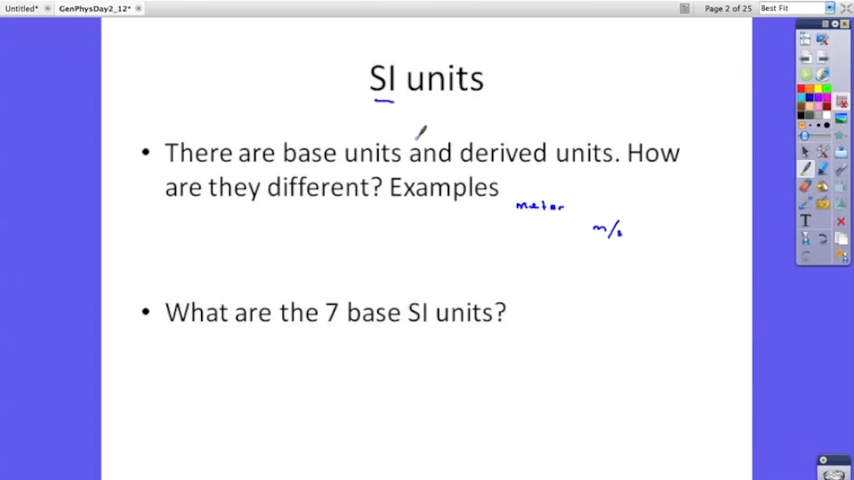 Untitled* GenPhysDay2_12* Page 2 of 25 Best Fit
SI units
• There are base units and derived units. How
are they different? Examples
meter
m/s
• What are the 7 base SI units?
T